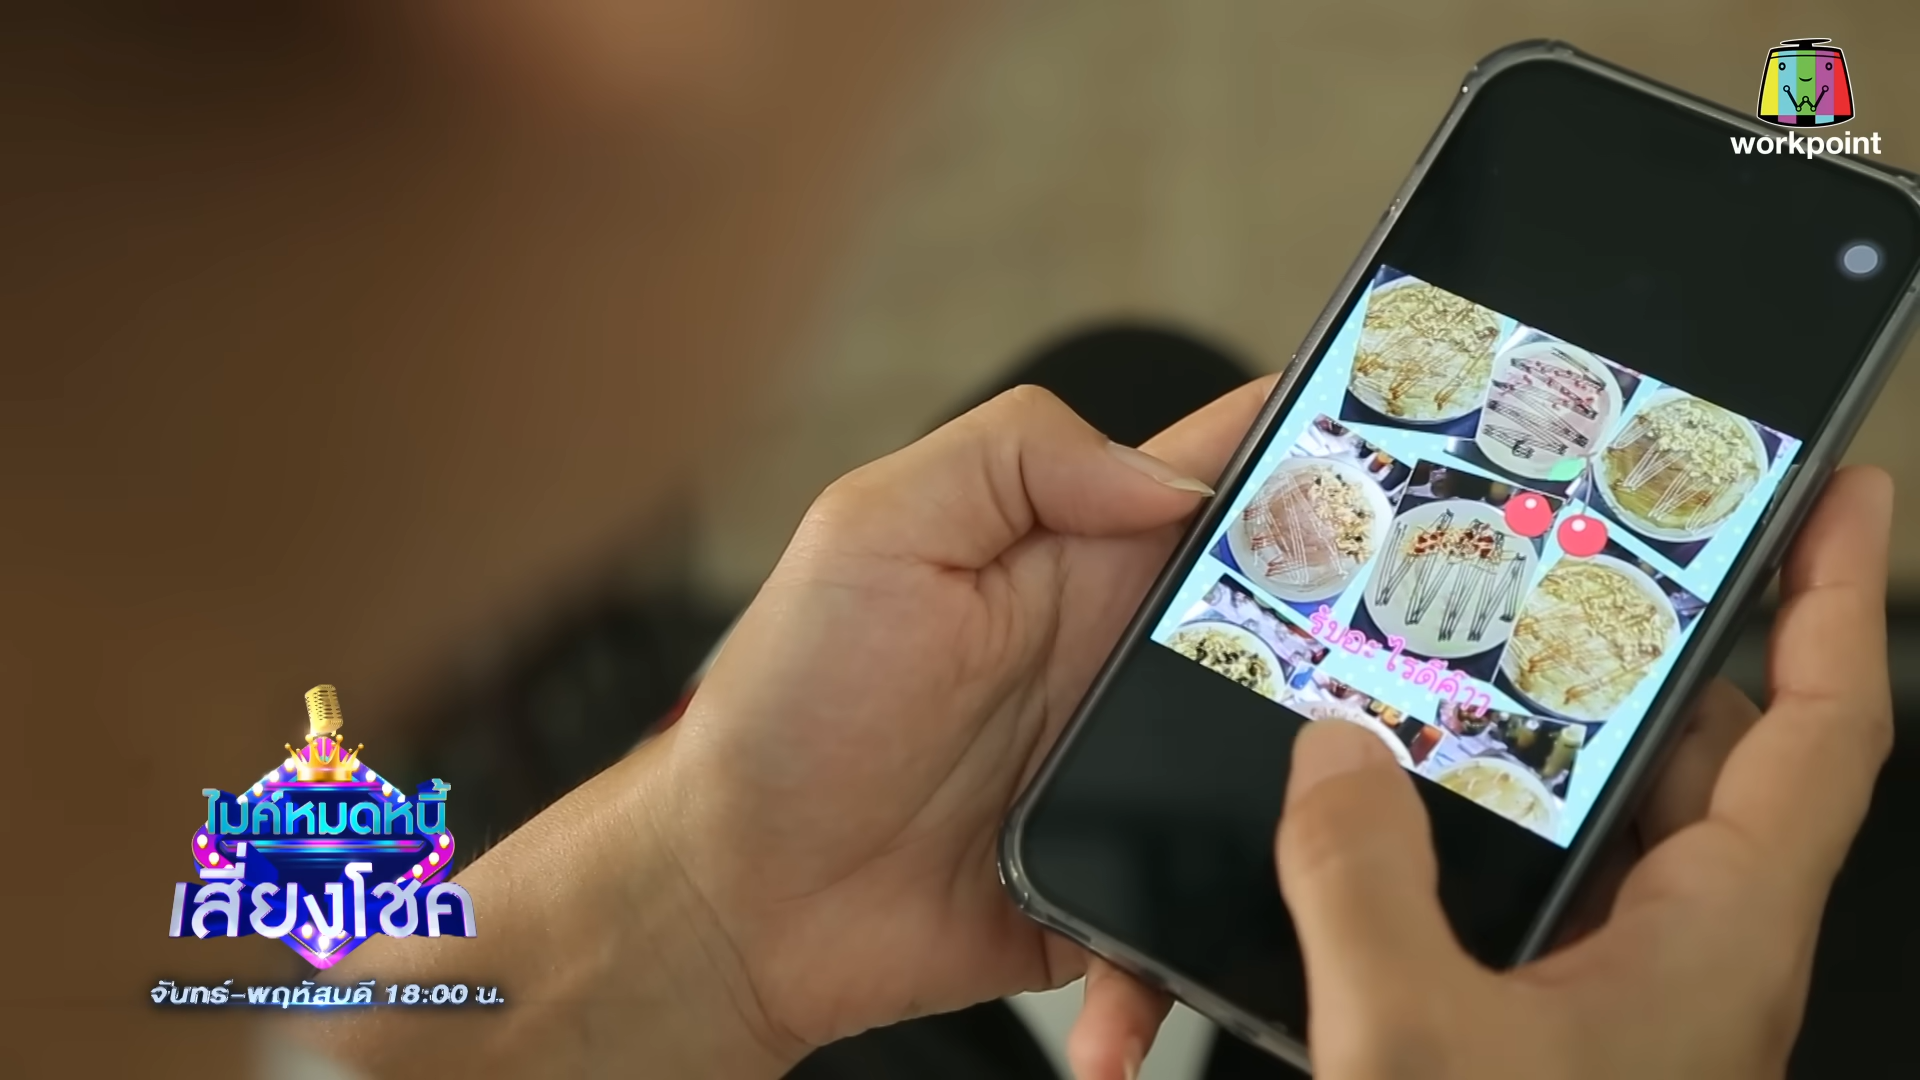 workpoint
รับอะไรดีค๊าา
ไมค์หมดหนี้
เสี่ยงโชค
จันทร์-พฤหัสบดี 18:00 น.